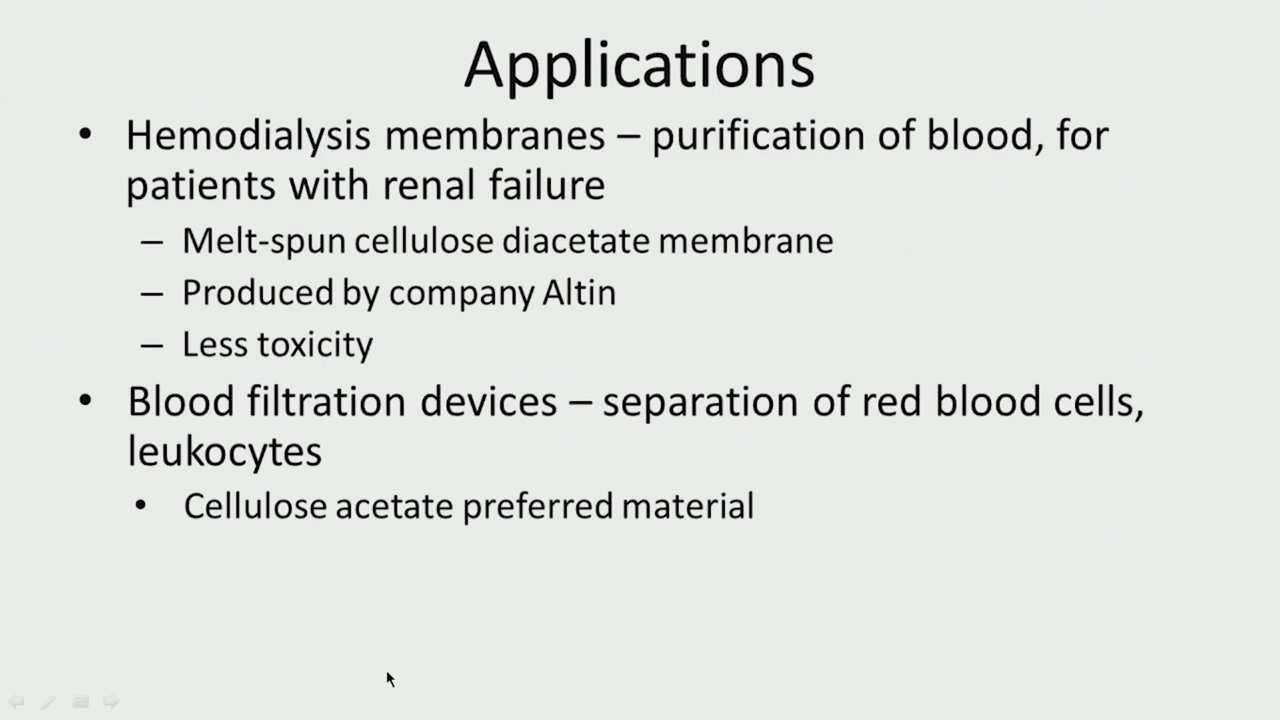 Applications
• Hemodialysis membranes – purification of blood, for
patients with renal failure
– Melt-spun cellulose diacetate membrane
– Produced by company Altin
– Less toxicity
• Blood filtration devices – separation of red blood cells,
leukocytes
• Cellulose acetate preferred material